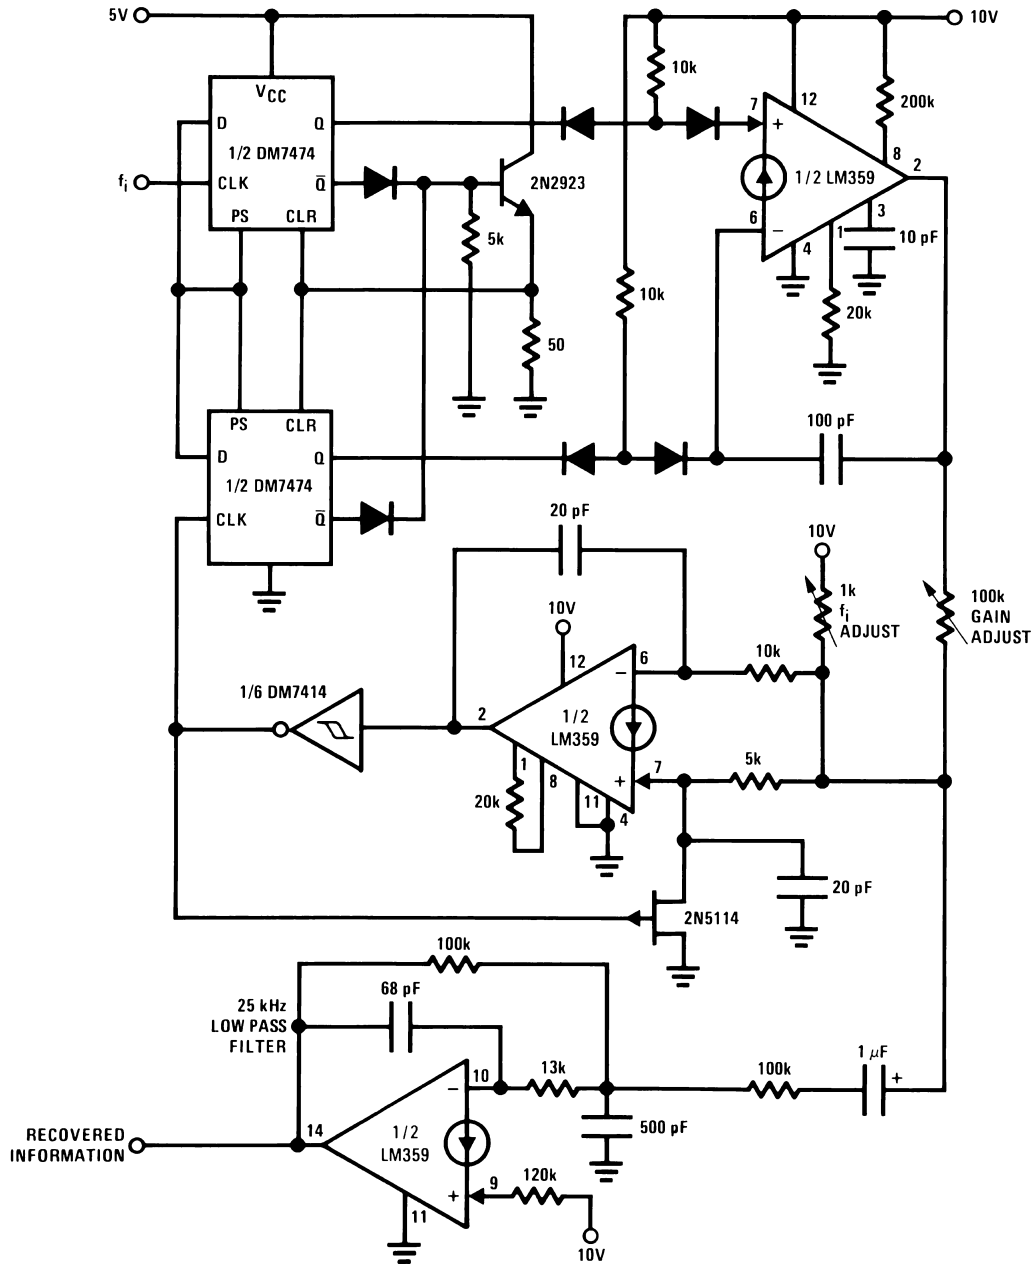 5V
10V
VCC
D
Q
1/2 DM7474
fi
CLK
Q̅
PS
CLR
2N2923
5k
50
10k
10k
7
+
12
200k
8
2
1/2 LM359
6
−
4
1
3
10 pF
20k
PS
CLR
D
Q
1/2 DM7474
CLK
Q̅
100 pF
20 pF
10V
10V
1k
fi
ADJUST
100k
GAIN
ADJUST
12
6
−
10k
1/6 DM7414
2
1/2
LM359
+
7
5k
1
8
11
4
20k
20 pF
2N5114
100k
68 pF
25 kHz
LOW PASS
FILTER
10
−
13k
100k
1 μF
+
500 pF
RECOVERED
INFORMATION
14
1/2
LM359
+
9
120k
11
10V